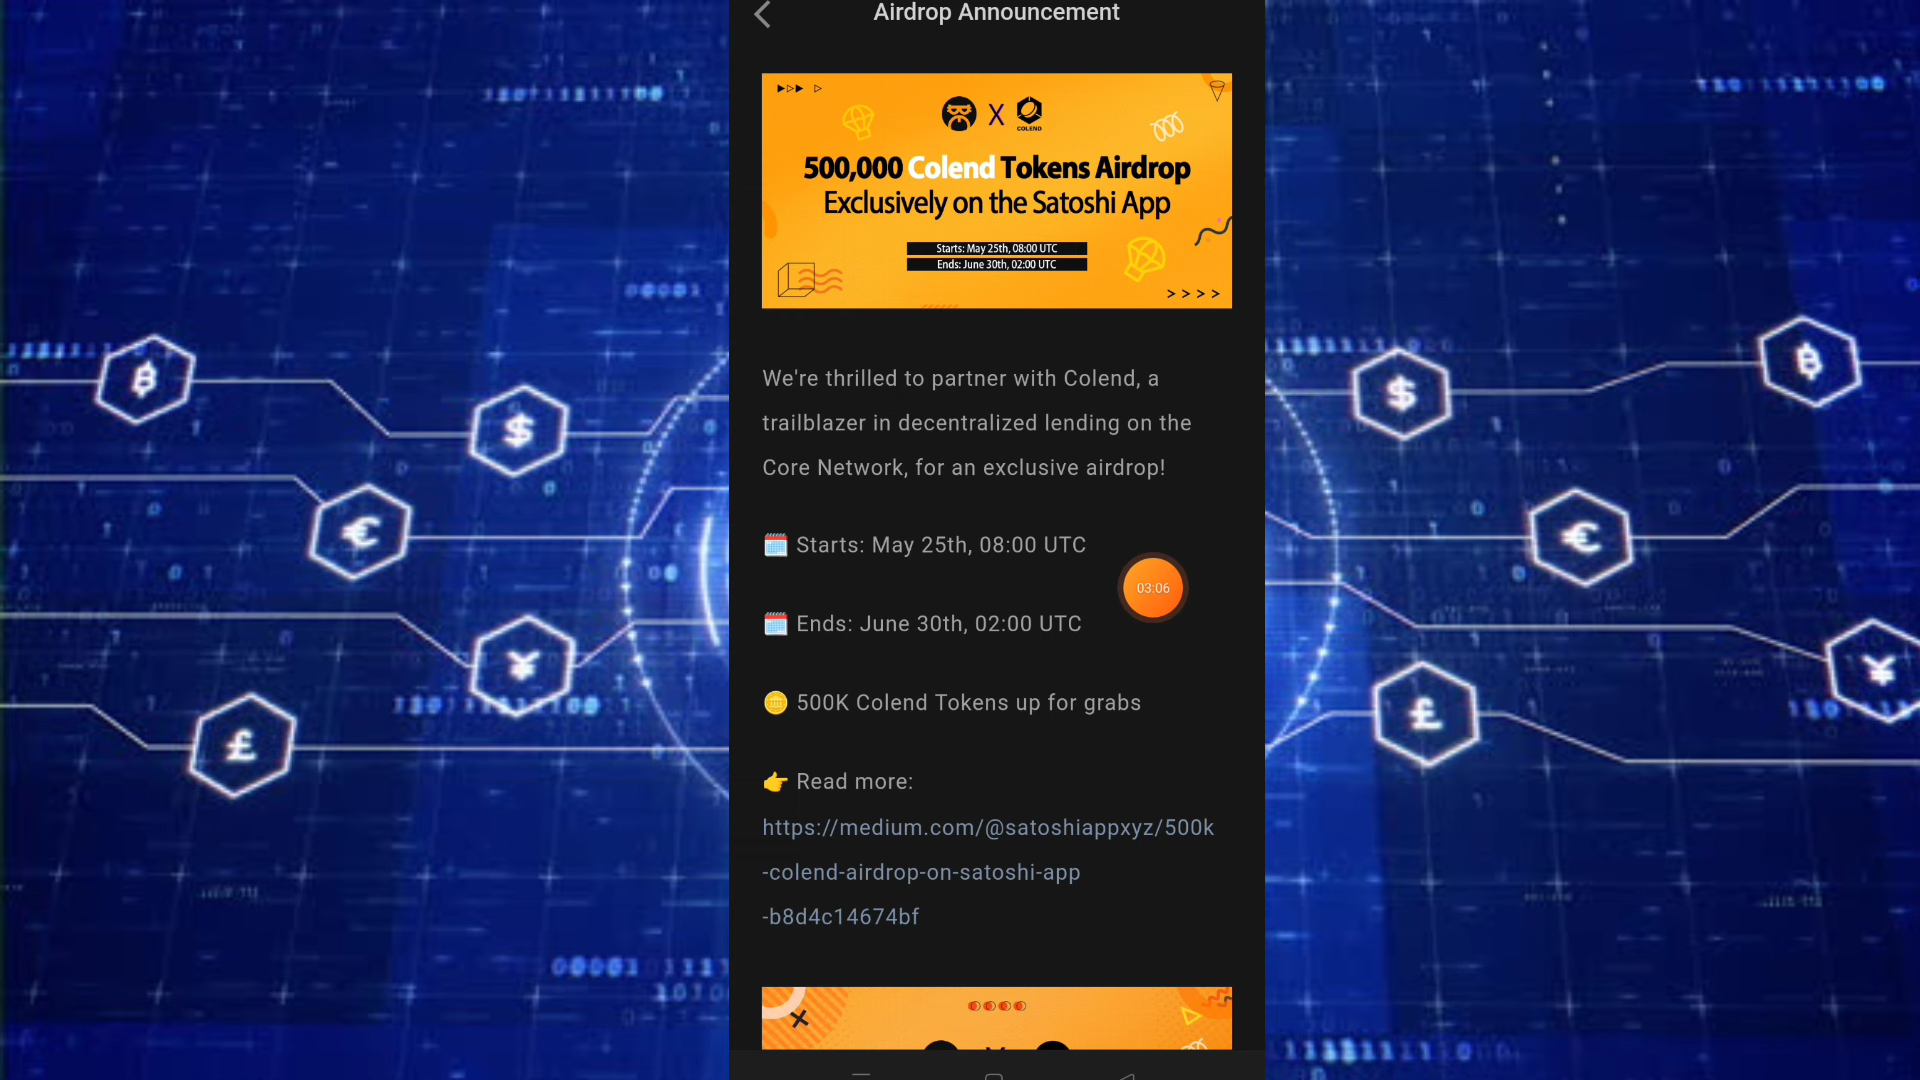 Airdrop Announcement
X
COLEND
500,000 Colend Tokens Airdrop
Exclusively on the Satoshi App
Starts: May 25th, 08:00 UTC
Ends: June 30th, 02:00 UTC
We're thrilled to partner with Colend, a
trailblazer in decentralized lending on the
Core Network, for an exclusive airdrop!
🗓️ Starts: May 25th, 08:00 UTC
03:06
🗓️ Ends: June 30th, 02:00 UTC
🪙 500K Colend Tokens up for grabs
👉 Read more:
https://medium.com/@satoshiappxyz/500k
-colend-airdrop-on-satoshi-app
-b8d4c14674bf